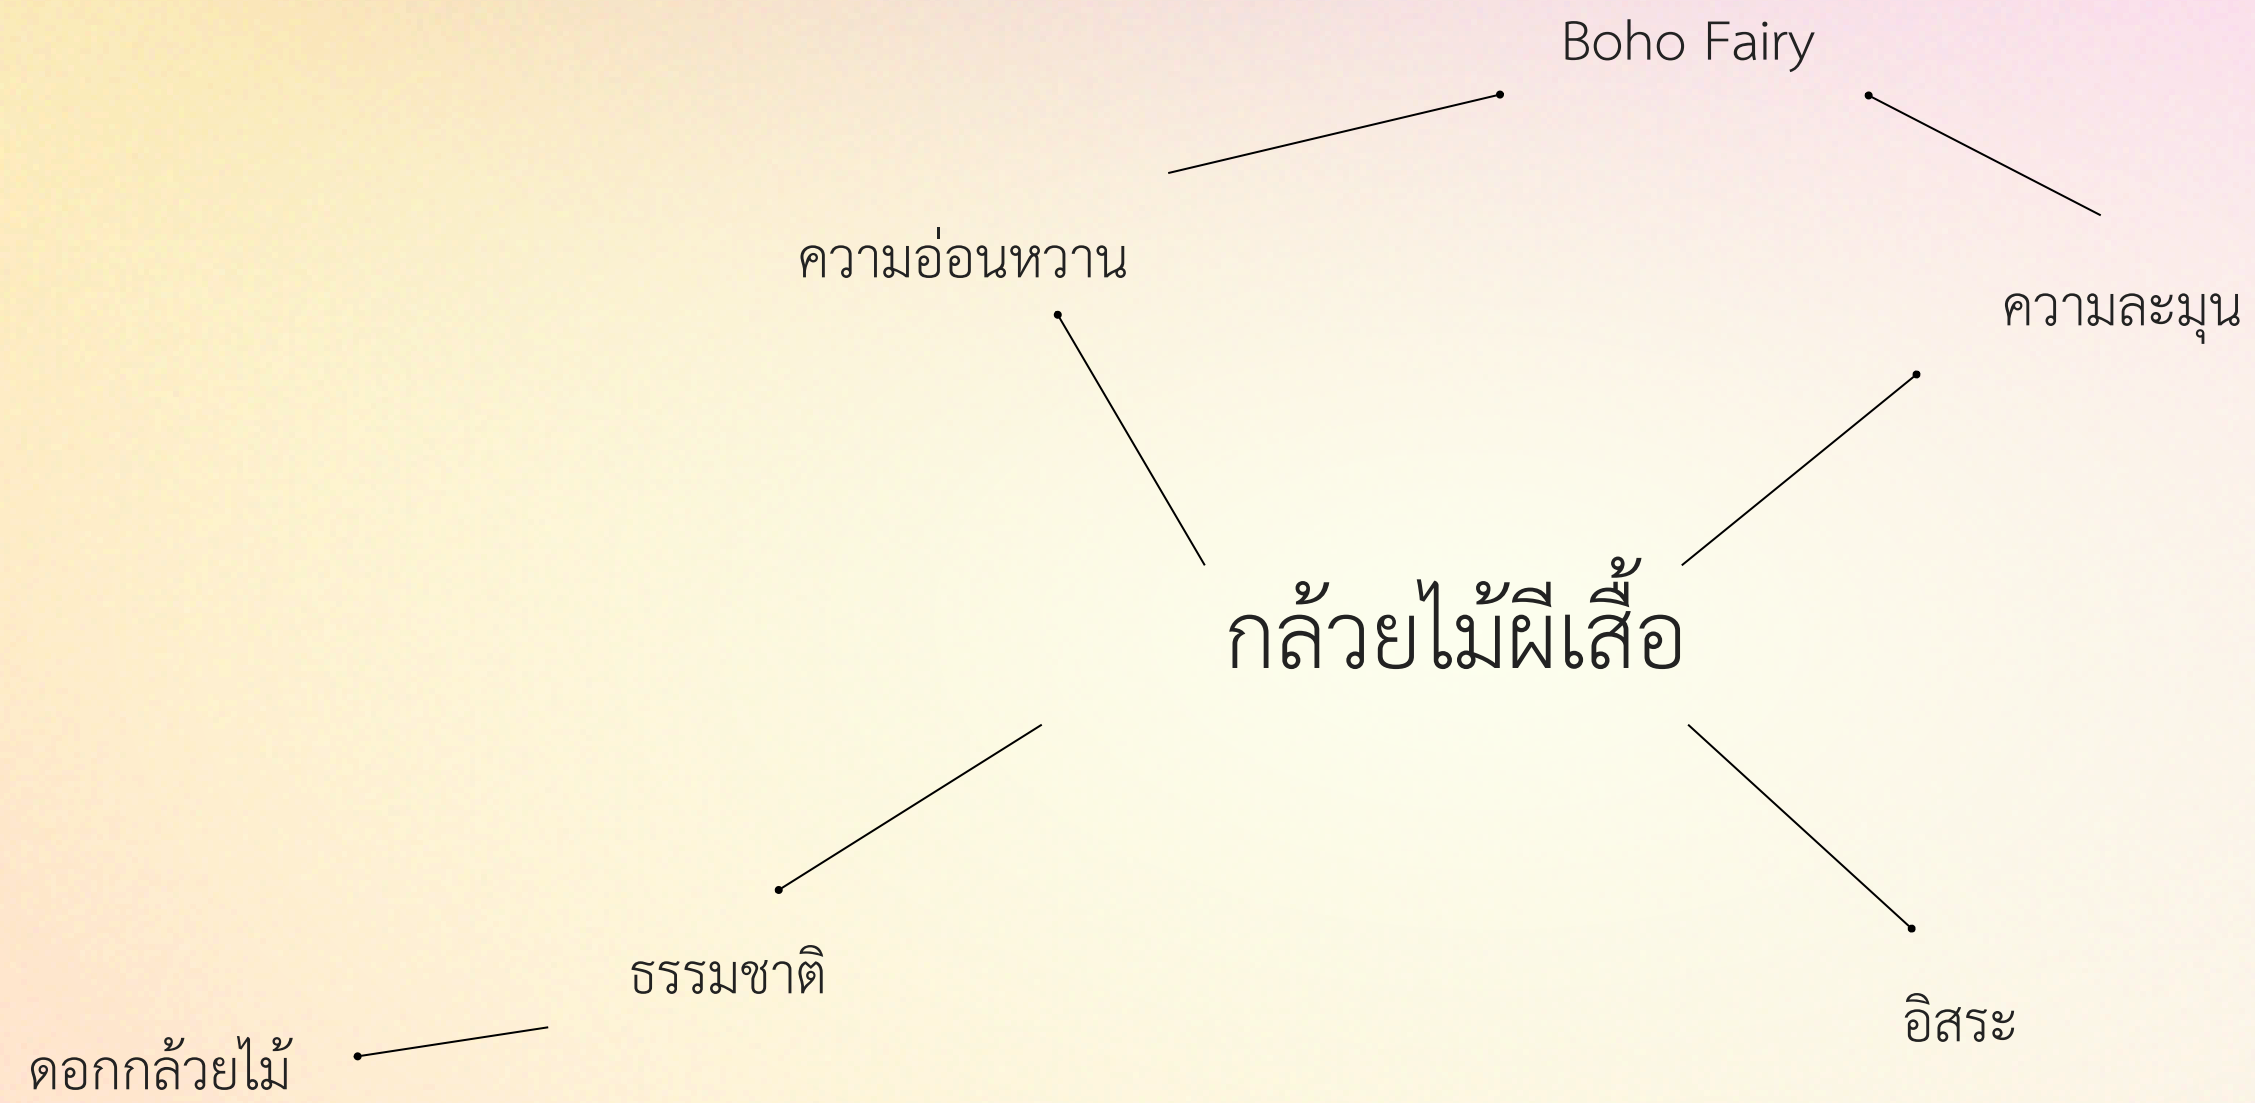 Boho Fairy
ความอ่อนหวาน
ความละมุน
กล้วยไม้ผีเสื้อ
ธรรมชาติ
อิสระ
ดอกกล้วยไม้